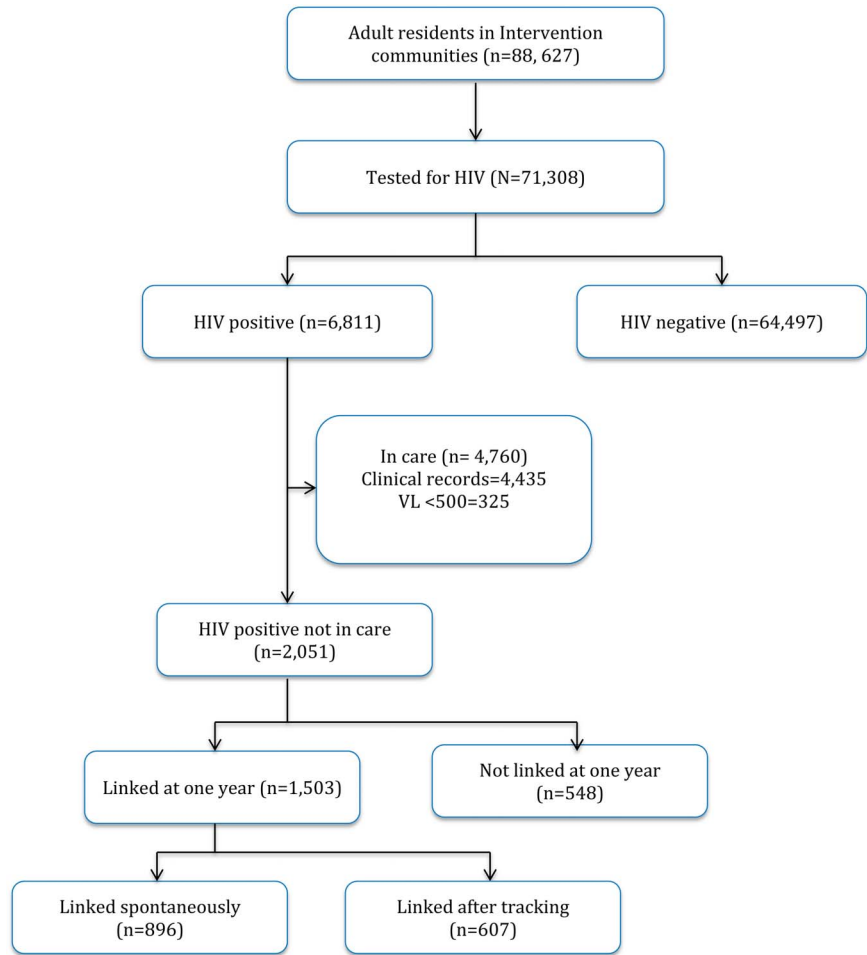 Adult residents in Intervention
communities (n=88, 627)
Tested for HIV (N=71,308)
HIV positive (n=6,811)
HIV negative (n=64,497)
In care (n= 4,760)
Clinical records=4,435
VL <500=325
HIV positive not in care
(n=2,051)
Linked at one year (n=1,503)
Not linked at one year
(n=548)
Linked spontaneously
(n=896)
Linked after tracking
(n=607)